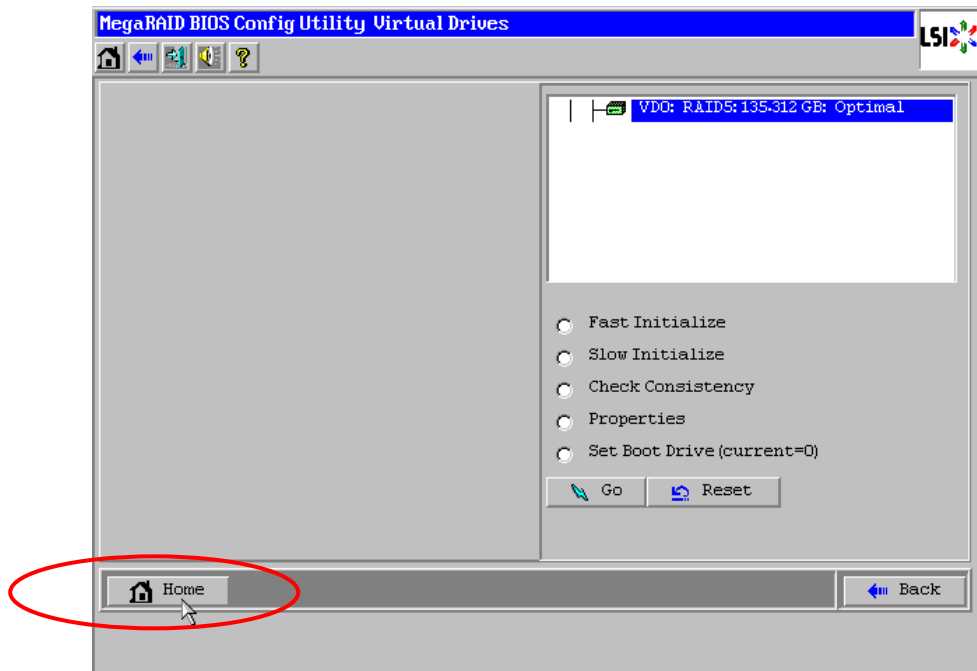 MegaRAID BIOS Config Utility Virtual Drives
LSI
?
VD0: RAID5: 135.312 GB: Optimal
Fast Initialize
Slow Initialize
Check Consistency
Properties
Set Boot Drive (current=0)
Go Reset
Home Back